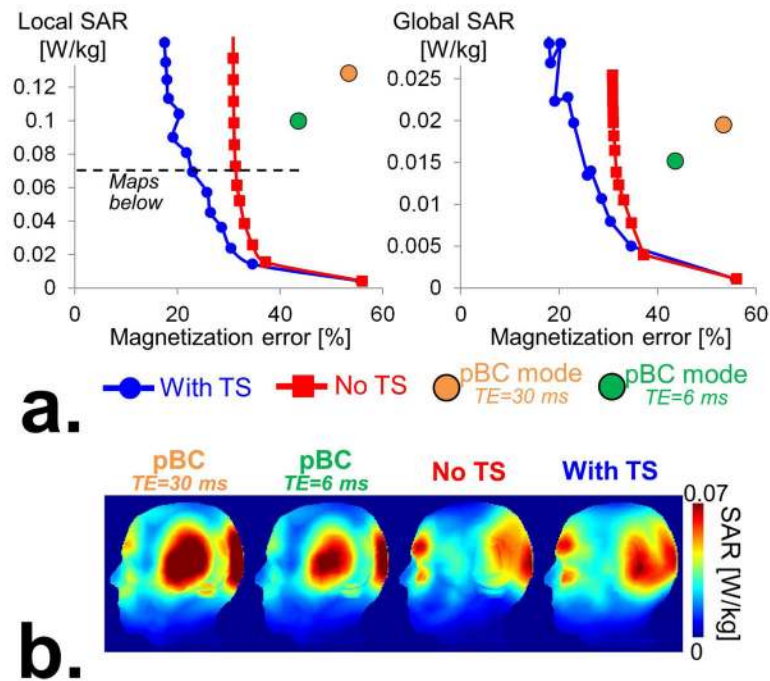 Local SAR
[W/kg]
0.12
0.1
0.08
0.06
0.04
0.02
0
Maps
below
0 20 40 60
Magnetization error [%]
Global SAR
[W/kg]
0.025
0.02
0.015
0.01
0.005
0
0 20 40 60
Magnetization error [%]
a.
With TS
No TS
pBC mode
TE=30 ms
pBC mode
TE=6 ms
pBC
TE=30 ms
pBC
TE=6 ms
No TS
With TS
0.07
SAR [W/kg]
0
b.